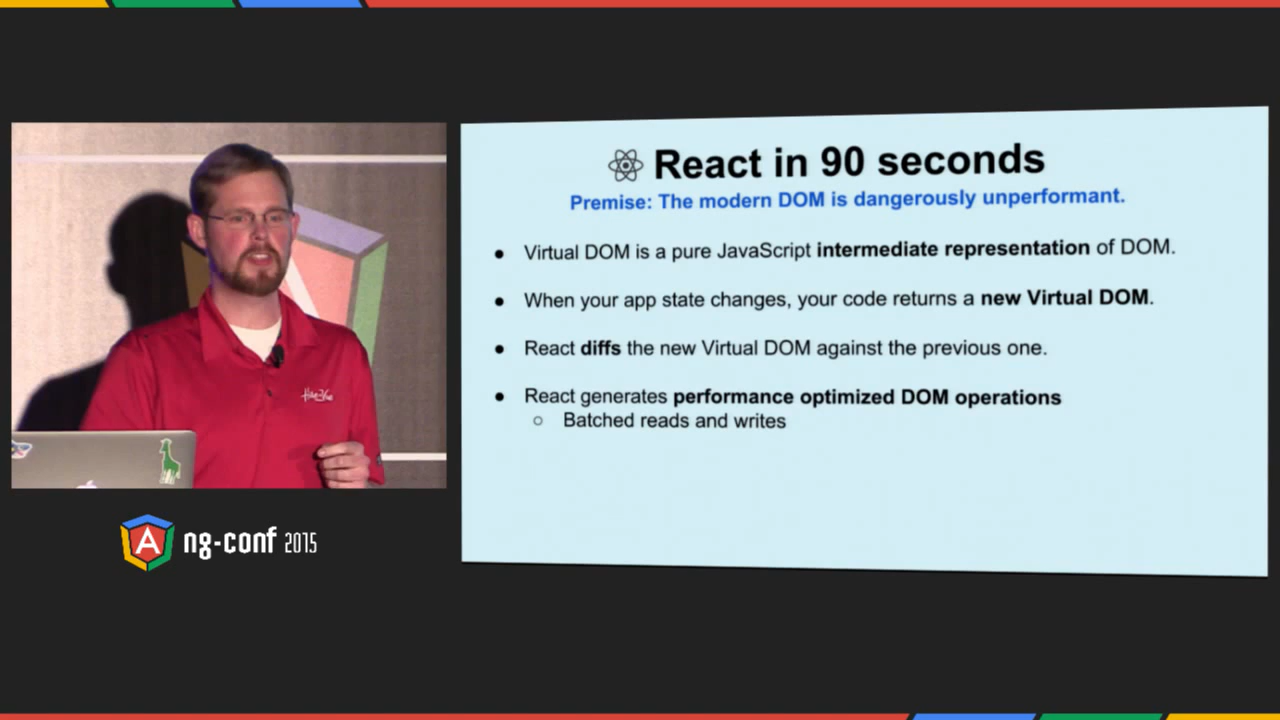 React in 90 seconds
Premise: The modern DOM is dangerously unperformant.
● Virtual DOM is a pure JavaScript intermediate representation of DOM.
● When your app state changes, your code returns a new Virtual DOM.
● React diffs the new Virtual DOM against the previous one.
● React generates performance optimized DOM operations
○ Batched reads and writes
A ng-conf 2015